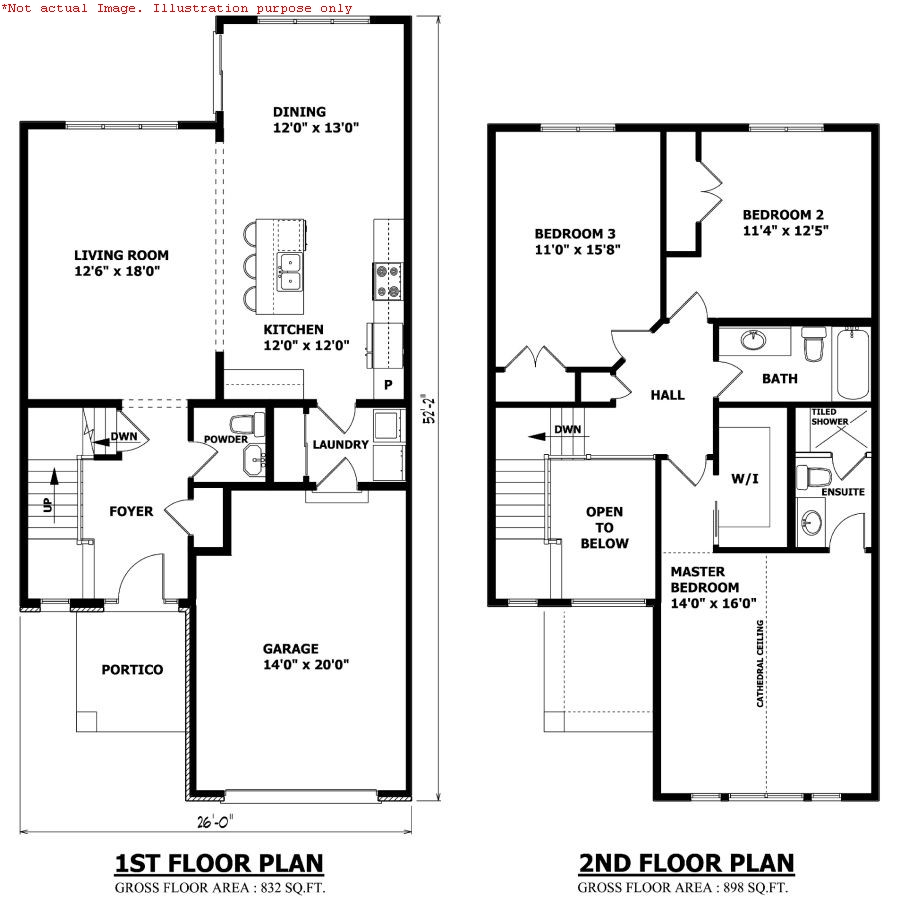 *Not actual Image. Illustration purpose only
DINING
12'0" x 13'0"
LIVING ROOM
12'6" x 18'0"
KITCHEN
12'0" x 12'0"
P
DWN
POWDER
LAUNDRY
UP
FOYER
PORTICO
GARAGE
14'0" x 20'0"
52'-2"
26'-0"
1ST FLOOR PLAN
GROSS FLOOR AREA : 832 SQ.FT.
BEDROOM 3
11'0" x 15'8"
BEDROOM 2
11'4" x 12'5"
BATH
HALL
DWN
TILED
SHOWER
W/I
ENSUITE
OPEN
TO
BELOW
MASTER
BEDROOM
14'0" x 16'0"
CATHEDRAL CEILING
2ND FLOOR PLAN
GROSS FLOOR AREA : 898 SQ.FT.